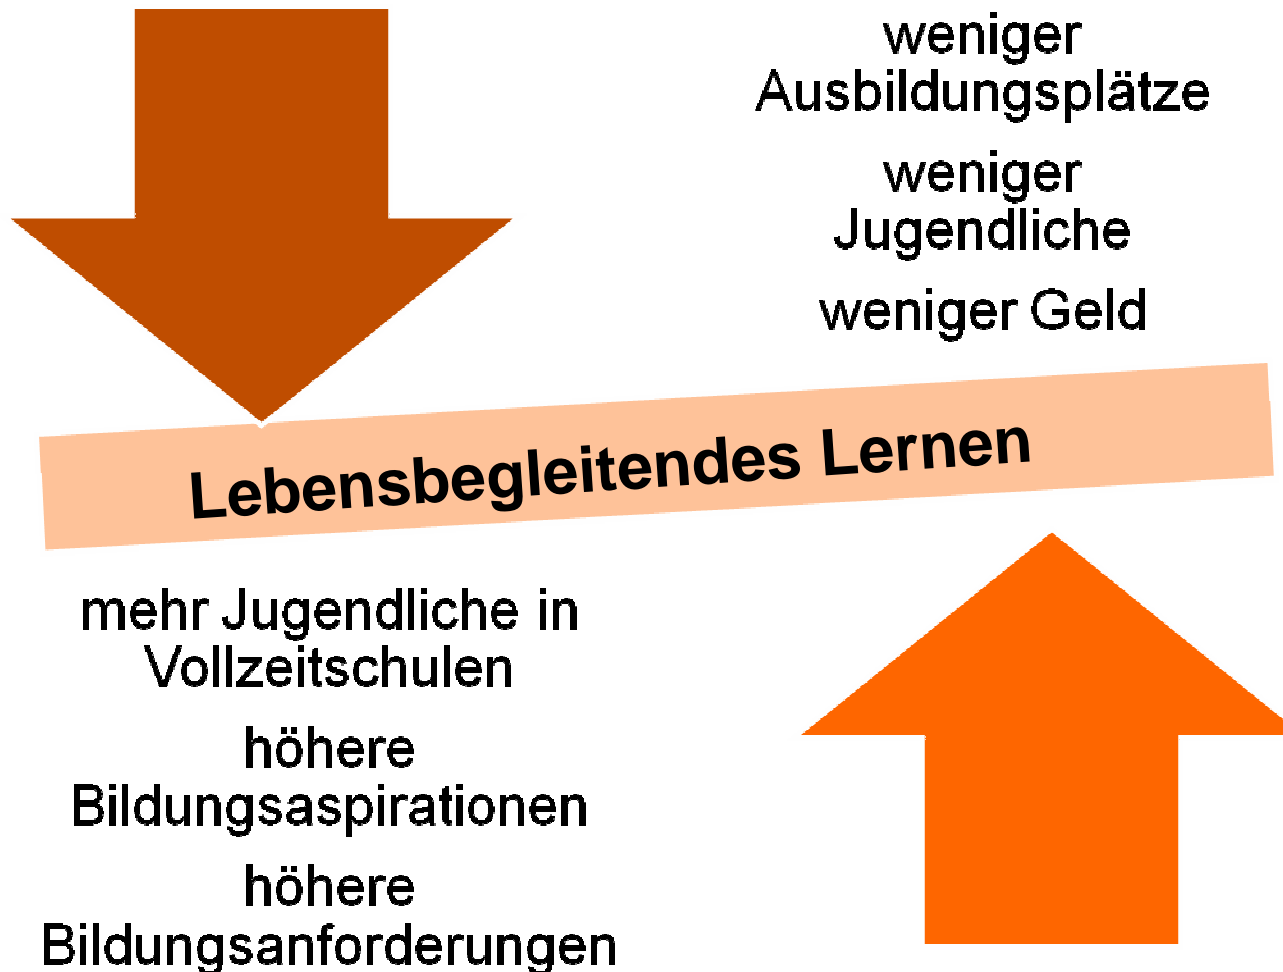 weniger
Ausbildungsplätze
weniger
Jugendliche
weniger Geld
Lebensbegleitendes Lernen
mehr Jugendliche in
Vollzeitschulen
höhere
Bildungsaspirationen
höhere
Bildungsanforderungen